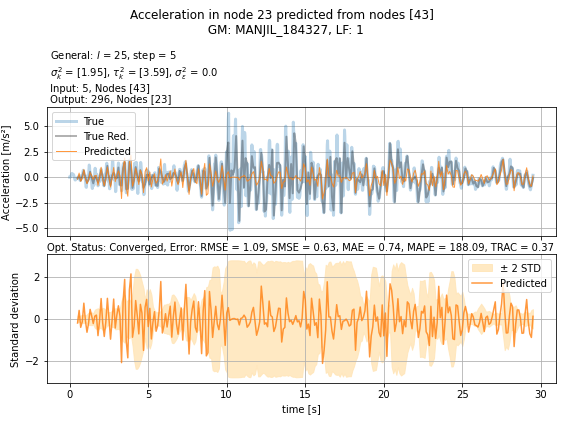 Acceleration in node 23 predicted from nodes [43]
GM: MANJIL_184327, LF: 1
General: l = 25, step = 5
σ²ₖ = [1.95], τ²ₖ = [3.59], σ²ε = 0.0
Input: 5, Nodes [43]
Output: 296, Nodes [23]
Acceleration [m/s²]
5.0
2.5
0.0
−2.5
−5.0
True
True Red.
Predicted
Opt. Status: Converged, Error: RMSE = 1.09, SMSE = 0.63, MAE = 0.74, MAPE = 188.09, TRAC = 0.37
Standard deviation
2
0
−2
± 2 STD
Predicted
0 5 10 15 20 25 30
time [s]